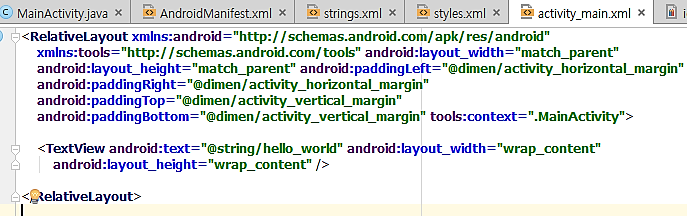 MainActivity.java AndroidManifest.xml strings.xml styles.xml activity_main.xml
<RelativeLayout xmlns:android="http://schemas.android.com/apk/res/android"
xmlns:tools="http://schemas.android.com/tools" android:layout_width="match_parent"
android:layout_height="match_parent" android:paddingLeft="@dimen/activity_horizontal_margin"
android:paddingRight="@dimen/activity_horizontal_margin"
android:paddingTop="@dimen/activity_vertical_margin"
android:paddingBottom="@dimen/activity_vertical_margin" tools:context=".MainActivity">
<TextView android:text="@string/hello_world" android:layout_width="wrap_content"
android:layout_height="wrap_content" />
</RelativeLayout>